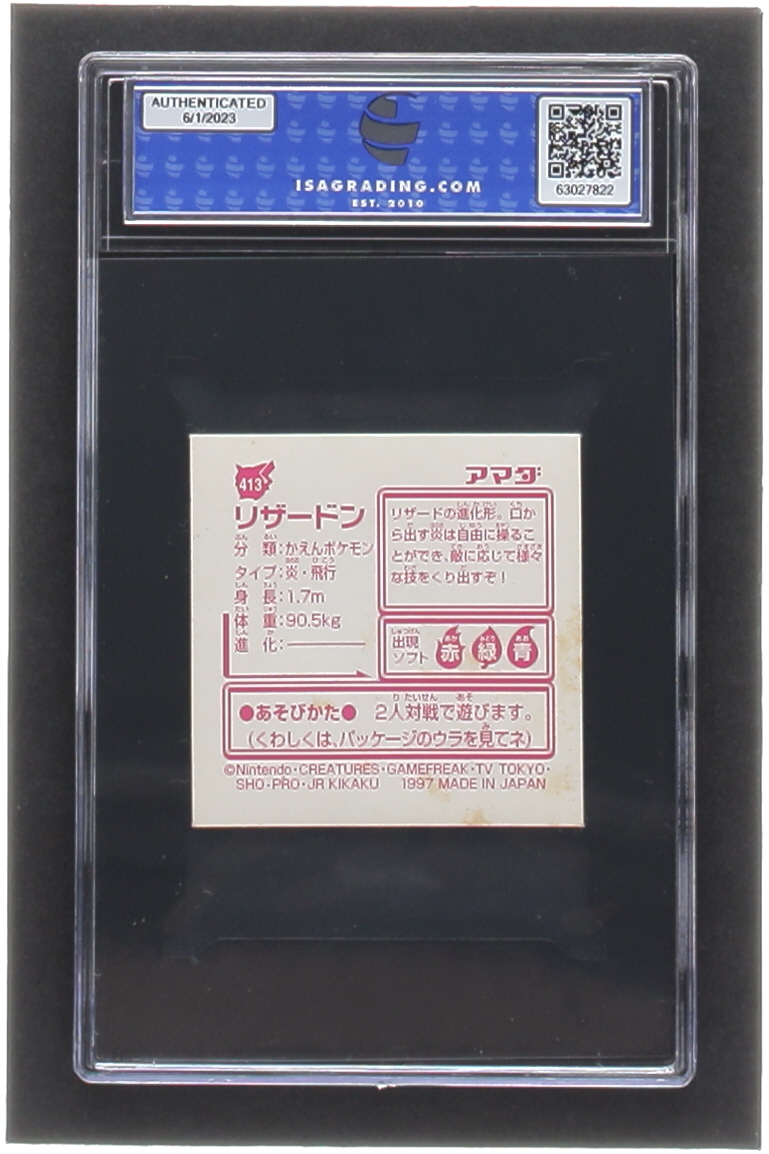 AUTHENTICATED
6/1/2023
ISAGRADING.COM
EST. 2010
63027822
413
アマダ
リザードン
分類:かえんポケモン
タイプ:炎・飛行
身長:1.7m
体重:90.5kg
進化:
リザードの進化形。口か
ら出す炎は自由に操るこ
とができ、敵に応じて様々
な技をくり出すぞ!
出現
ソフト
赤 緑 青
●あそびかた● 2人対戦で遊びます。
(くわしくは、パッケージのウラを見てネ)
©Nintendo・CREATURES・GAMEFREAK・TV TOKYO・
SHO-PRO・JR KIKAKU 1997 MADE IN JAPAN